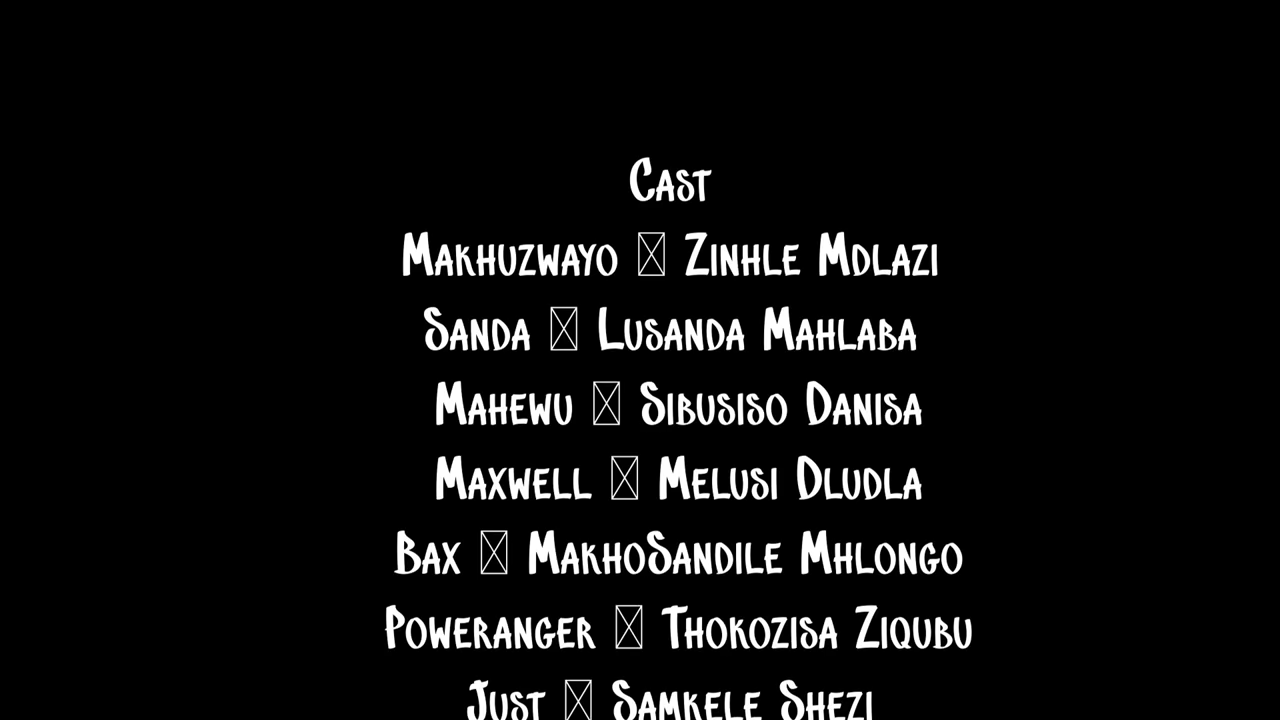 Cast
Makhuzwayo ☒ Zinhle Mdlazi
Sanda ☒ Lusanda Mahlaba
Mahewu ☒ Sibusiso Danisa
Maxwell ☒ Melusi Dludla
Bax ☒ MakhoSandile Mhlongo
Poweranger ☒ Thokozisa Ziqubu
Just ☒ Samkele Shezi